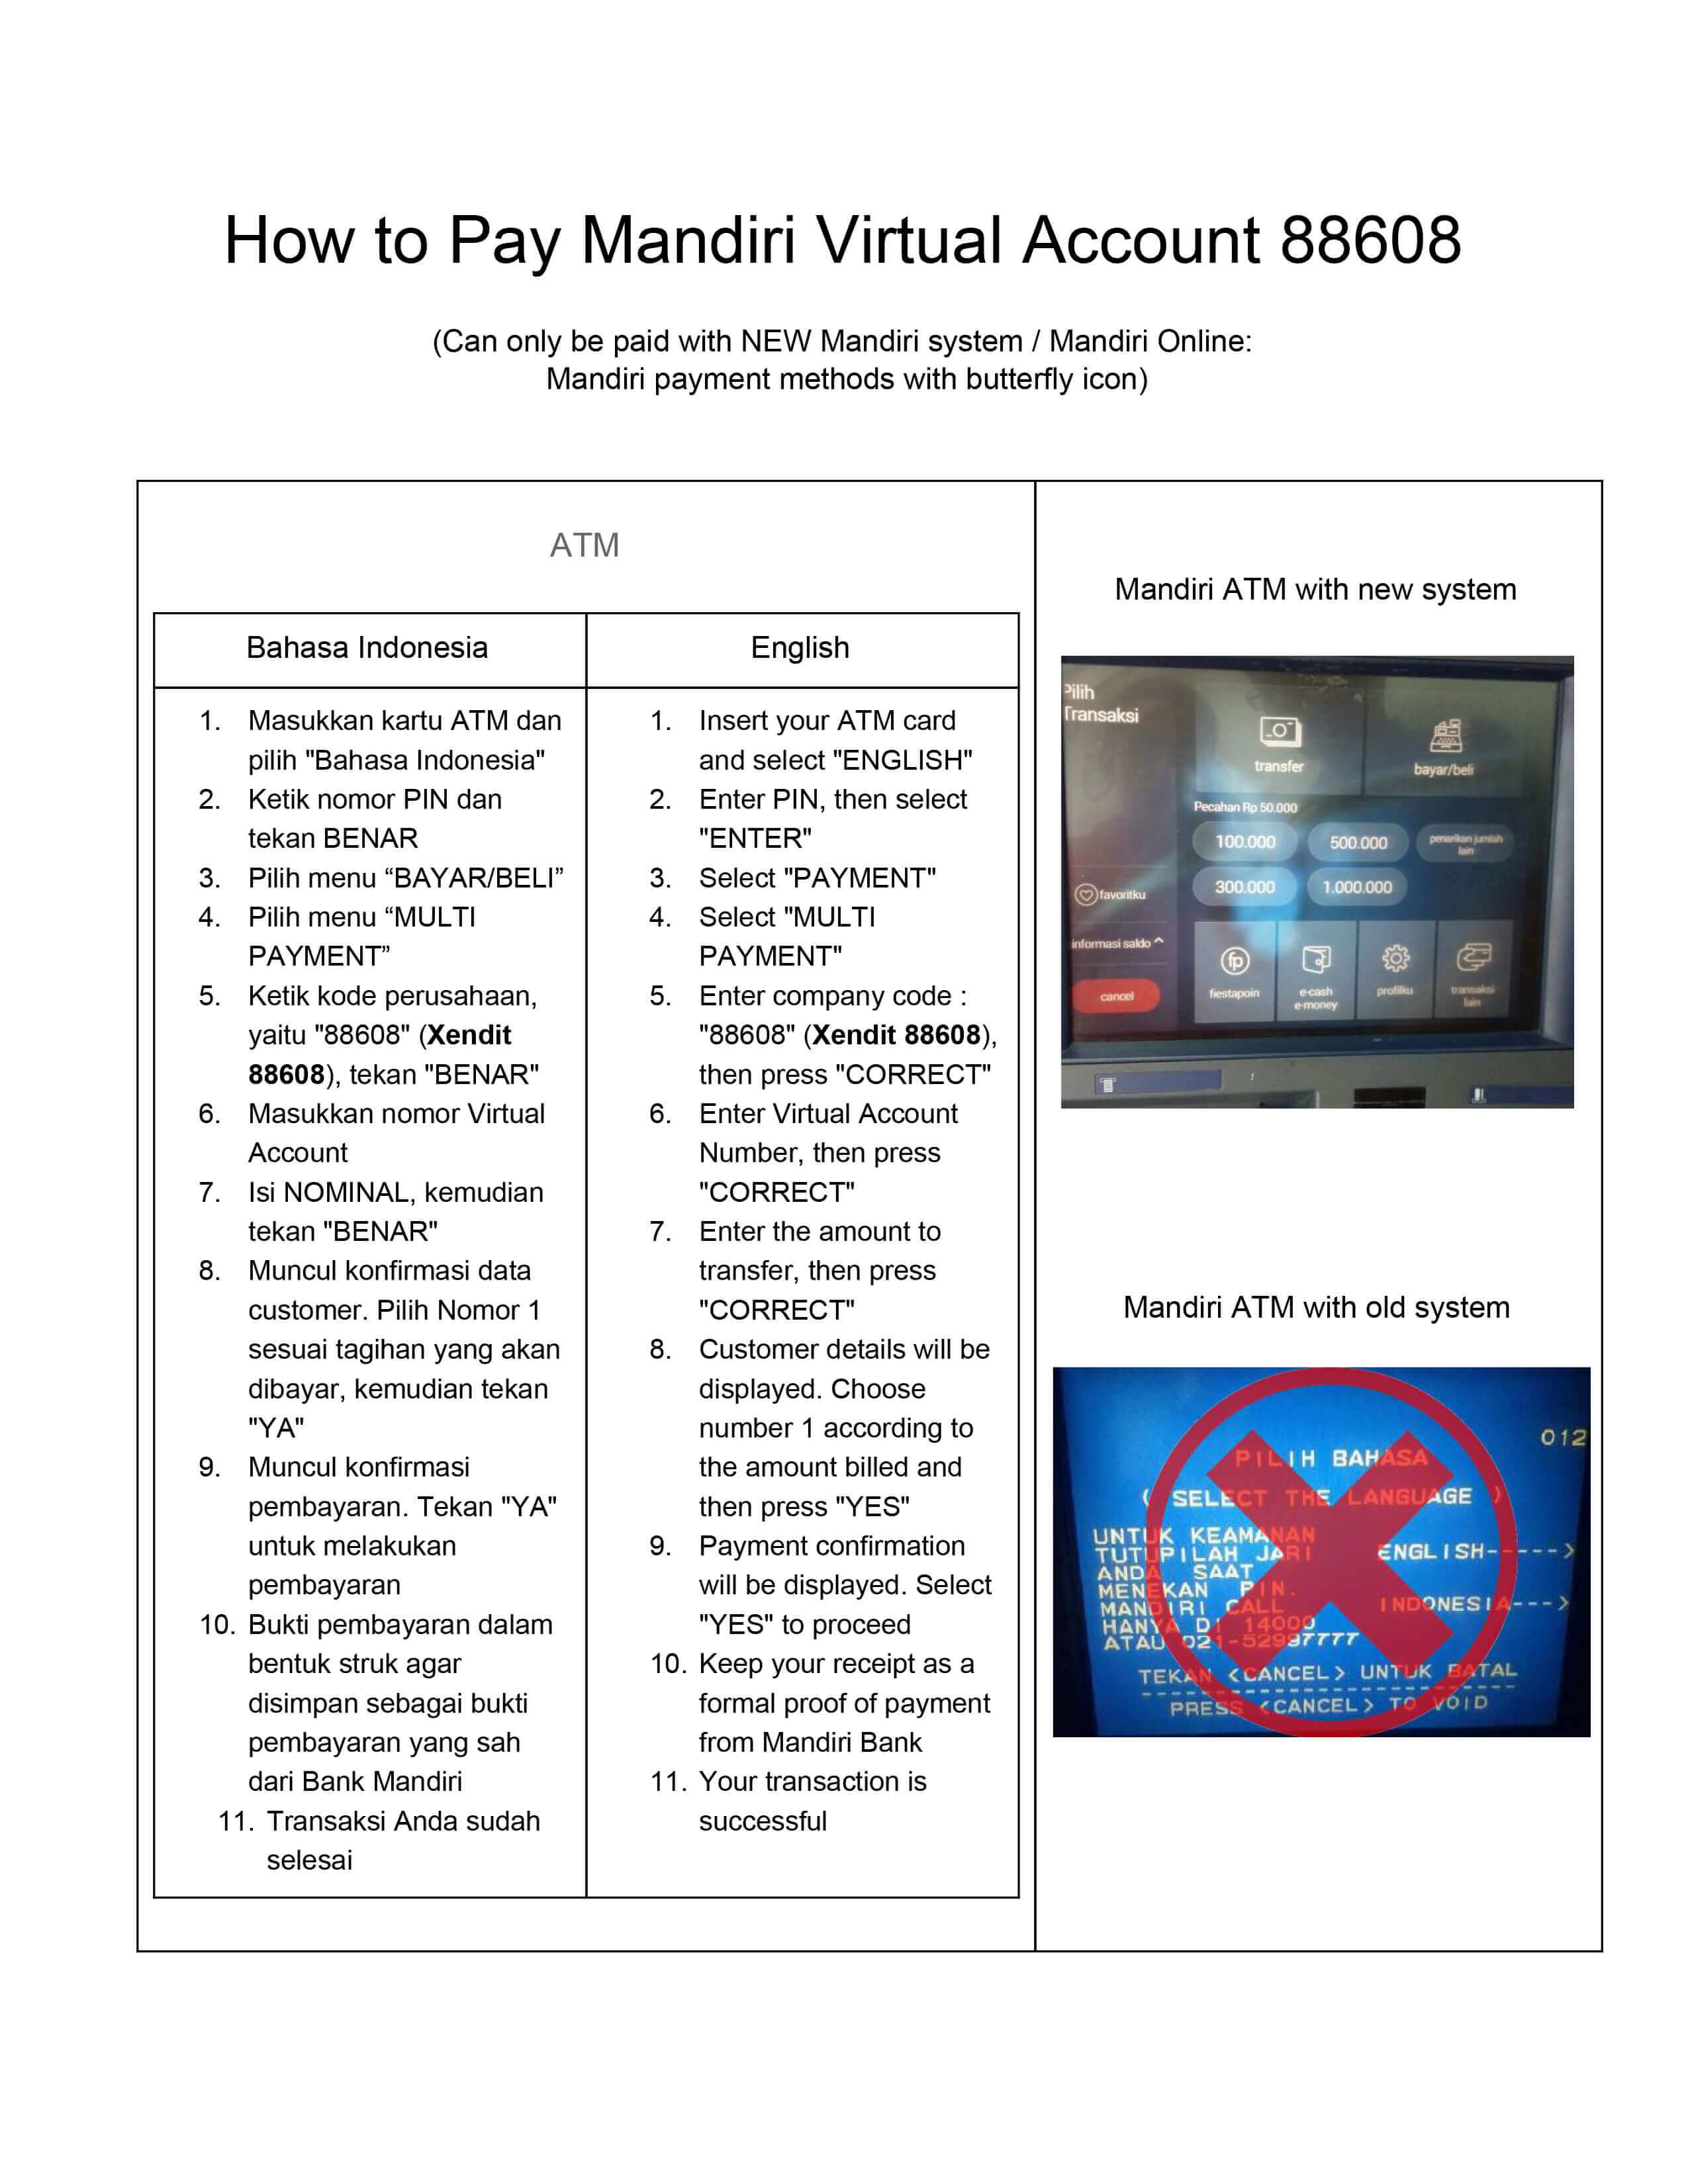 How to Pay Mandiri Virtual Account 88608
(Can only be paid with NEW Mandiri system / Mandiri Online:
Mandiri payment methods with butterfly icon)
ATM
Bahasa Indonesia
1. Masukkan kartu ATM dan
pilih "Bahasa Indonesia"
2. Ketik nomor PIN dan
tekan BENAR
3. Pilih menu “BAYAR/BELI”
4. Pilih menu “MULTI
PAYMENT”
5. Ketik kode perusahaan,
yaitu "88608" (Xendit
88608), tekan "BENAR"
6. Masukkan nomor Virtual
Account
7. Isi NOMINAL, kemudian
tekan "BENAR"
8. Muncul konfirmasi data
customer. Pilih Nomor 1
sesuai tagihan yang akan
dibayar, kemudian tekan
"YA"
9. Muncul konfirmasi
pembayaran. Tekan "YA"
untuk melakukan
pembayaran
10. Bukti pembayaran dalam
bentuk struk agar
disimpan sebagai bukti
pembayaran yang sah
dari Bank Mandiri
11. Transaksi Anda sudah
selesai
English
1. Insert your ATM card
and select "ENGLISH"
2. Enter PIN, then select
"ENTER"
3. Select "PAYMENT"
4. Select "MULTI
PAYMENT"
5. Enter company code :
"88608" (Xendit 88608),
then press "CORRECT"
6. Enter Virtual Account
Number, then press
"CORRECT"
7. Enter the amount to
transfer, then press
"CORRECT"
8. Customer details will be
displayed. Choose
number 1 according to
the amount billed and
then press "YES"
9. Payment confirmation
will be displayed. Select
"YES" to proceed
10. Keep your receipt as a
formal proof of payment
from Mandiri Bank
11. Your transaction is
successful
Mandiri ATM with new system
Pilih
Transaksi
transfer
bayar/beli
Pecahan Rp 50.000
100.000
500.000
penarikan jumlah
lain
300.000
1.000.000
favoritku
informasi saldo
cancel
fp
fiestapoin
e-cash
e-money
profilku
transaksi
lain
Mandiri ATM with old system
012
PILIH BAHASA
( SELECT THE LANGUAGE )
UNTUK KEAMANAN
TUTUPILAH JARI
ANDA SAAT
MENEKAN PIN.
MANDIRI CALL
HANYA DI 14000
ATAU 021-52997777
ENGLISH----->
INDONESIA--->
TEKAN <CANCEL> UNTUK BATAL
PRESS <CANCEL> TO VOID